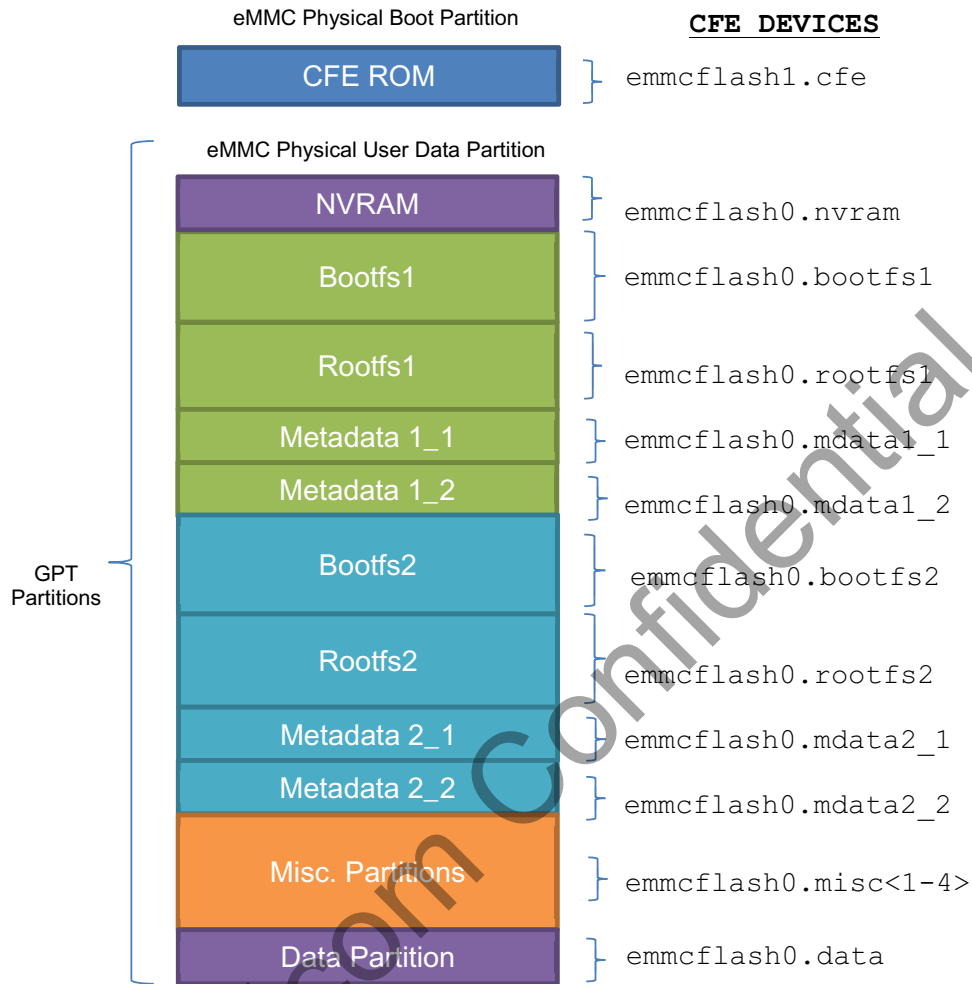 eMMC Physical Boot Partition
CFE DEVICES
CFE ROM
emmcflash1.cfe
eMMC Physical User Data Partition
NVRAM
emmcflash0.nvram
Bootfs1
emmcflash0.bootfs1
Rootfs1
emmcflash0.rootfs1
Metadada 1_1
emmcflash0.mdata1_1
Metadata 1_2
emmcflash0.mdata1_2
GPT
Partitions
Bootfs2
emmcflash0.bootfs2
Rootfs2
emmcflash0.rootfs2
Metadata 2_1
emmcflash0.mdata2_1
Metadata 2_2
emmcflash0.mdata2_2
Misc. Partitions
emmcflash0.misc<1-4>
Data Partition
emmcflash0.data
com Confidential